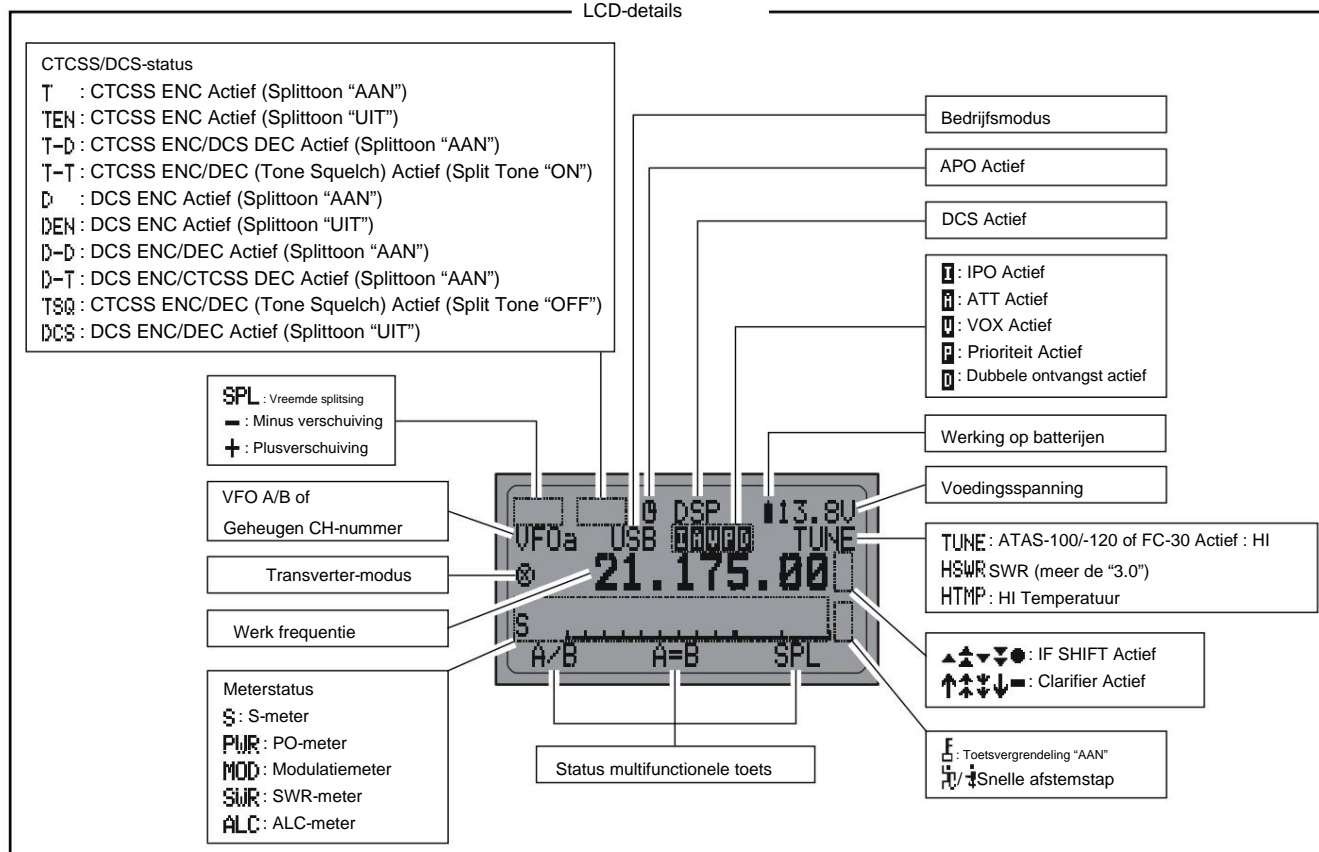 LCD-details
CTCSS/DCS-status
T : CTCSS ENC Actief (Splittoon “AAN”)
TEN : CTCSS ENC Actief (Splittoon “UIT”)
T-D : CTCSS ENC/DCS DEC Actief (Splittoon “AAN”)
T-T : CTCSS ENC/DEC (Tone Squelch) Actief (Split Tone “ON”)
D : DCS ENC Actief (Splittoon “AAN”)
DEN : DCS ENC Actief (Splittoon “UIT”)
D-D : DCS ENC/DEC Actief (Splittoon “AAN”)
D-T : DCS ENC/CTCSS DEC Actief (Splittoon “AAN”)
TSQ : CTCSS ENC/DEC (Tone Squelch) Actief (Split Tone “OFF”)
DCS : DCS ENC/DEC Actief (Splittoon “UIT”)
SPL : Vreemde splitsing
− : Minus verschuiving
+ : Plusverschuiving
VFO A/B of
Geheugen CH-nummer
Transverter-modus
Werk frequentie
Meterstatus
S : S-meter
PWR : PO-meter
MOD : Modulatiemeter
SWR : SWR-meter
ALC : ALC-meter
DSP 13.8V
VFOa USB I A V P D TUNE
21.175.00
S
A/B A=B SPL
Status multifunctionele toets
Bedrijfsmodus
APO Actief
DCS Actief
I : IPO Actief
A : ATT Actief
V : VOX Actief
P : Prioriteit Actief
D : Dubbele ontvangst actief
Werking op batterijen
Voedingsspanning
TUNE : ATAS-100/-120 of FC-30 Actief : HI
HSWR SWR (meer de “3.0”)
HTMP : HI Temperatuur
: IF SHIFT Actief
: Clarifier Actief
: Toetsvergrendeling “AAN”
/ Snelle afstemstap